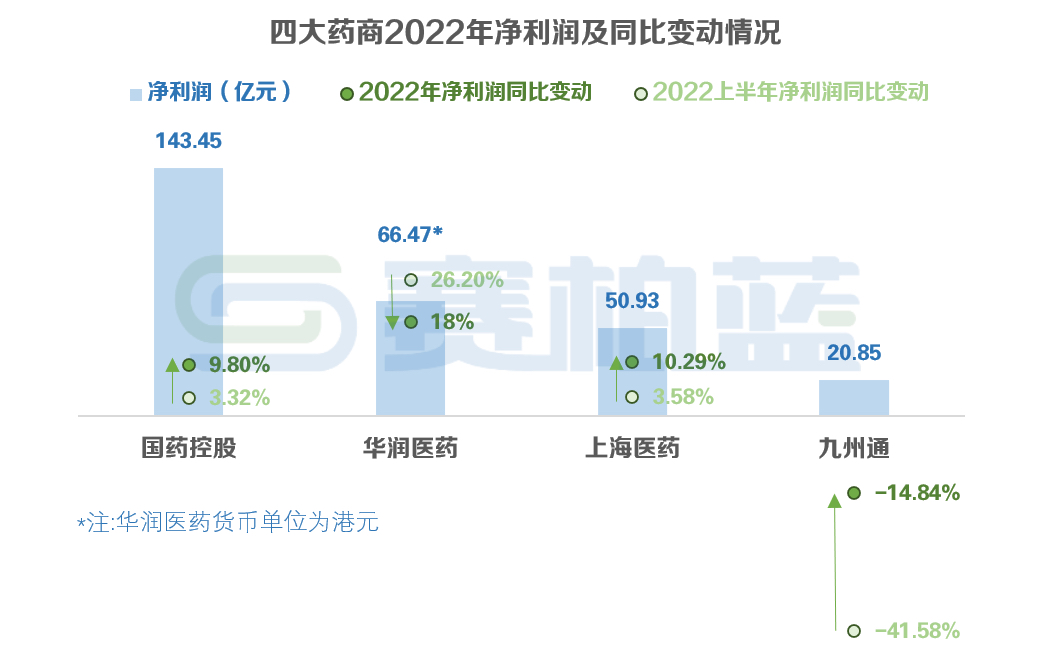 四大药商2022年净利润及同比变动情况
净利润（亿元） 2022年净利润同比变动 2022上半年净利润同比变动
143.45
66.47*
50.93
20.85
26.20%
18%
9.80%
3.32%
10.29%
3.58%
赛柏蓝
国药控股 华润医药 上海医药 九州通
-14.84%
*注:华润医药货币单位为港元
-41.58%